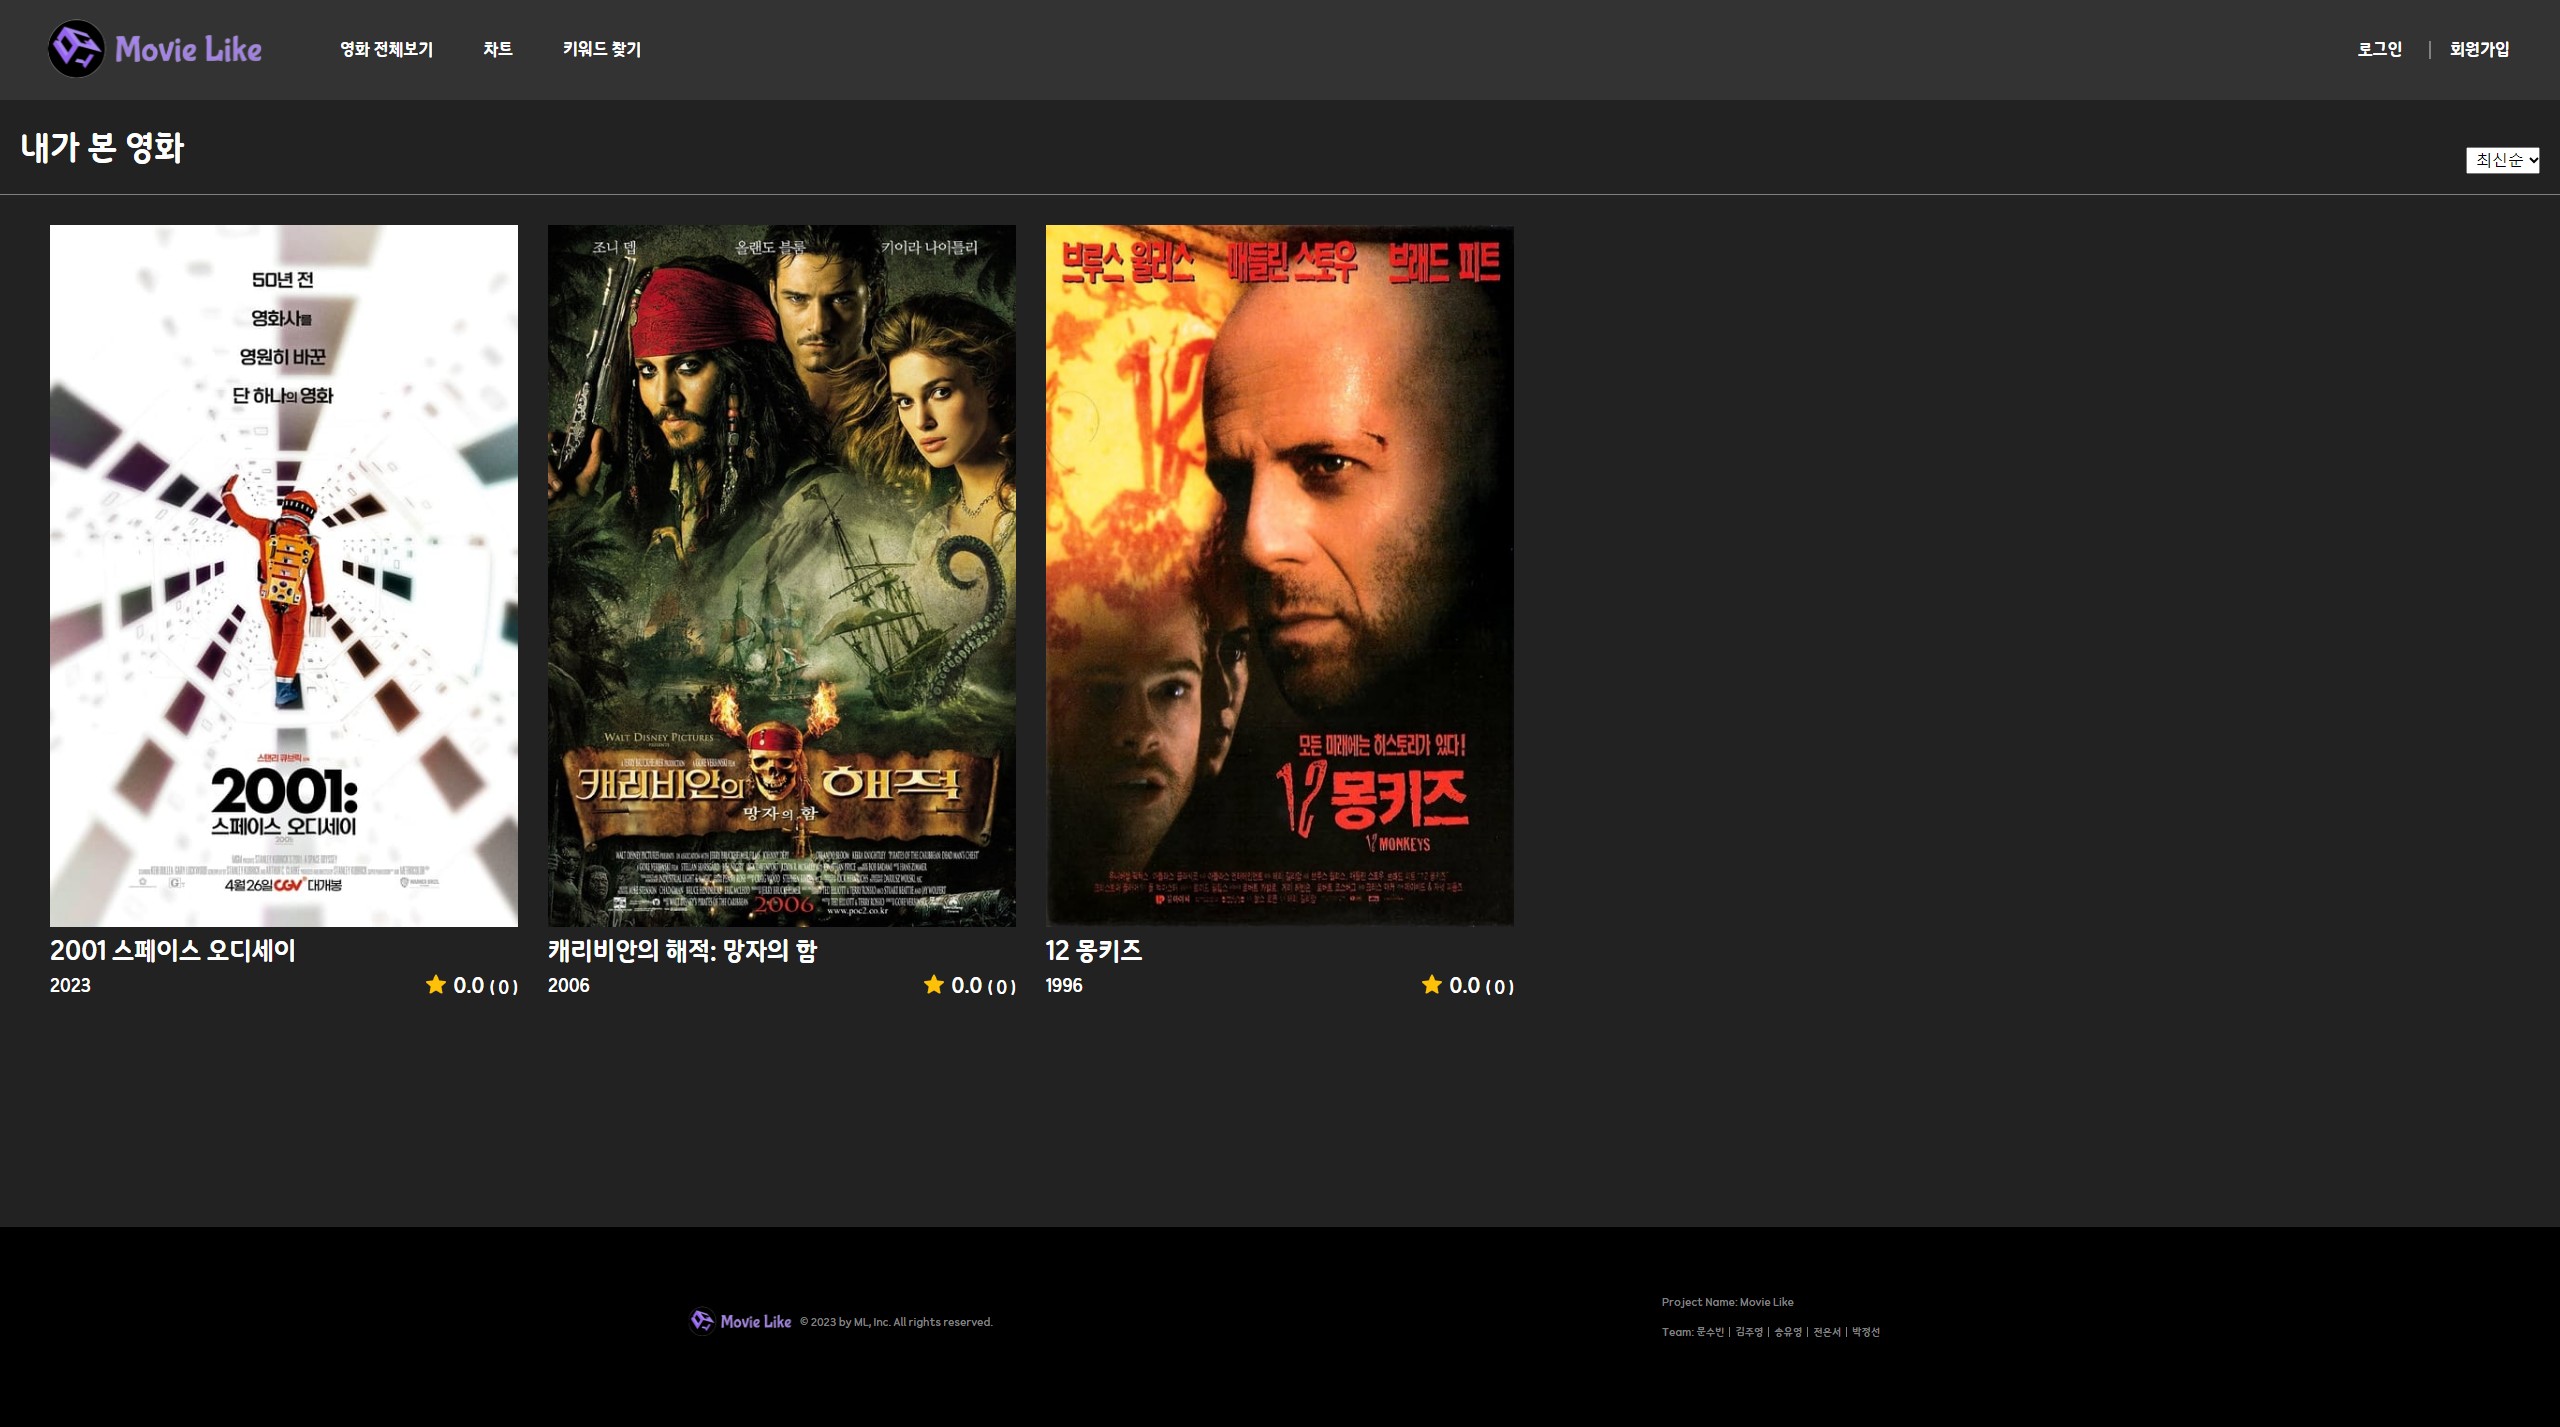 Movie Like
영화 전체보기
차트
키워드 찾기
로그인
회원가입
내가 본 영화
최신순
50년 전
영화사를
영원히 바꾼
단 하나의 영화
스탠리 큐브릭
2001:
스페이스 오디세이
4월 26일 CGV 대개봉
2001 스페이스 오디세이
2023
0.0 ( 0 )
조니 뎁
올랜도 블룸
키이라 나이틀리
WALT DISNEY PICTURES
PRESENTS
캐리비안의 해적
망자의 함
2006
www.poc2.co.kr
캐리비안의 해적: 망자의 함
2006
0.0 ( 0 )
브루스 윌리스 매들린 스토우 브래드 피트
12
모든 미래에는 히스토리가 있다!
12 몽키즈
12 MONKEYS
12 몽키즈
1996
0.0 ( 0 )
Movie Like © 2023 by ML, Inc. All rights reserved.
Project Name: Movie Like
Team: 문수빈 | 김주영 | 송유영 | 전은서 | 박정선